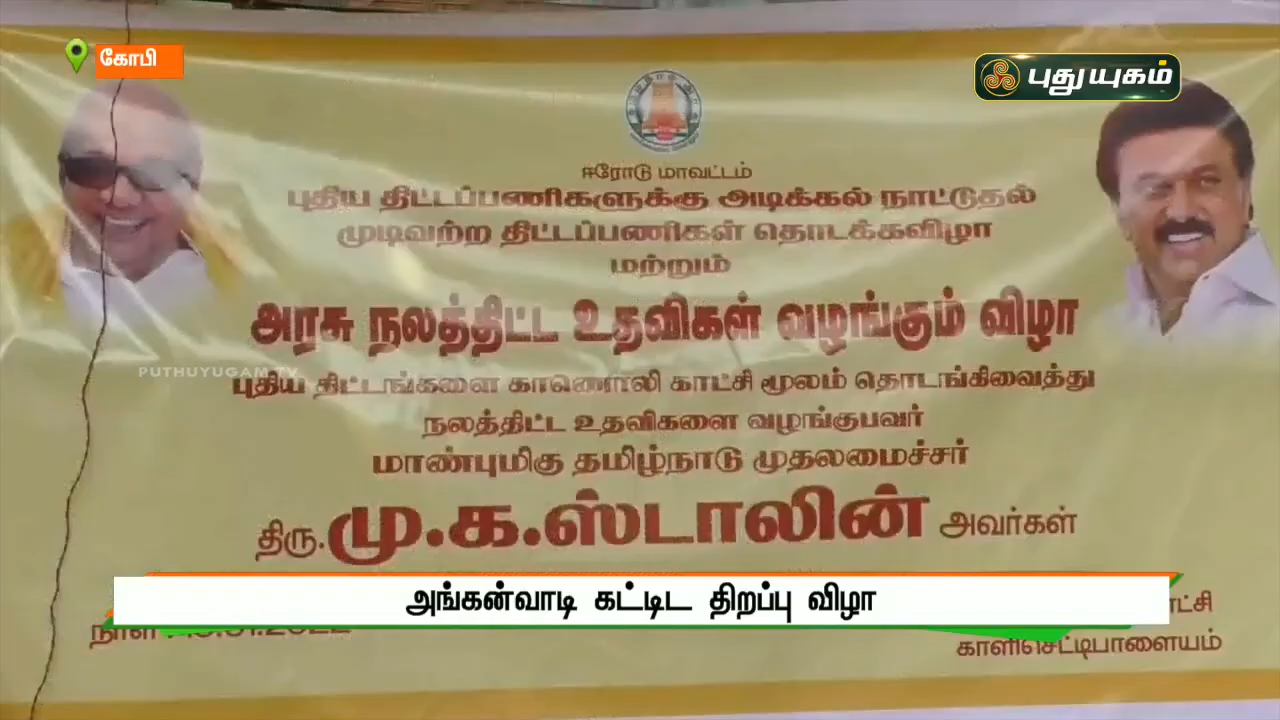 கோபி
புதுயுகம்
ஈரோடு மாவட்டம்
புதிய திட்டப்பணிகளுக்கு அடிக்கல் நாட்டுதல்
முடிவற்ற திட்டப்பணிகள் தொடக்கவிழா
மற்றும்
அரசு நலத்திட்ட உதவிகள் வழங்கும் விழா
PUTHUYUGAM TV
புதிய திட்டங்களை காணொலி காட்சி மூலம் தொடங்கிவைத்து
நலத்திட்ட உதவிகளை வழங்குபவர்
மாண்புமிகு தமிழ்நாடு முதலமைச்சர்
திரு.மு.க.ஸ்டாலின் அவர்கள்
அங்கன்வாடி கட்டிட திறப்பு விழா
நாள்
காளிசெட்டிபாளையம்